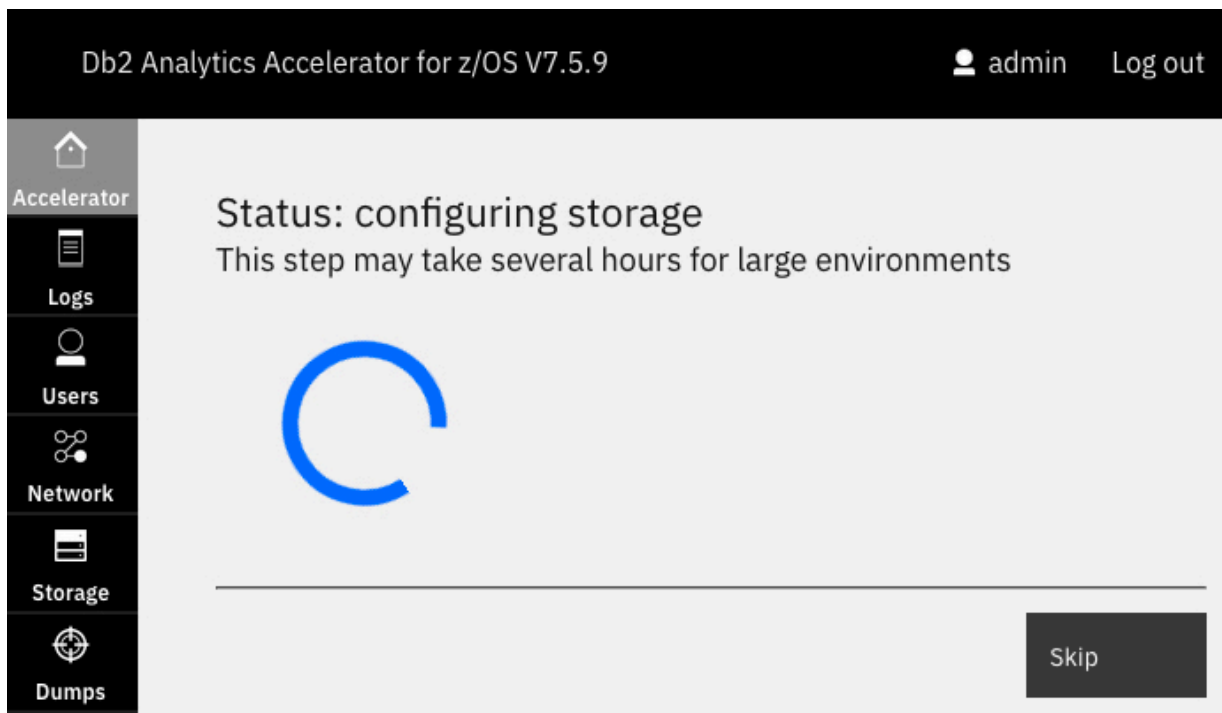 Db2 Analytics Accelerator for z/OS V7.5.9
admin
Log out
Accelerator
Logs
Users
Network
Storage
Dumps
Status: configuring storage
This step may take several hours for large environments
Skip